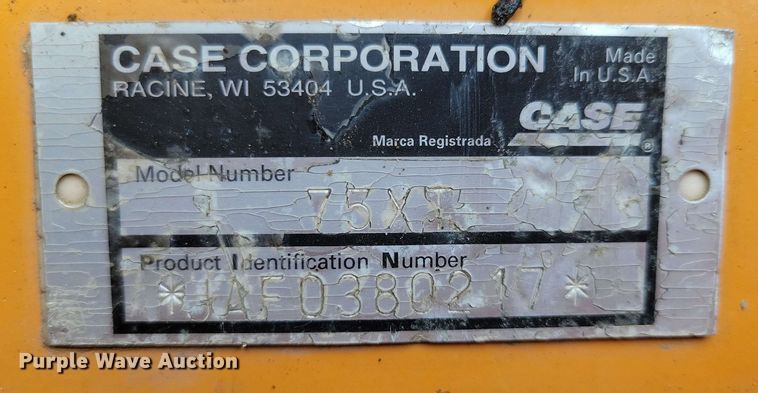 CASE CORPORATION
RACINE, WI 53404 U.S.A.
Made
In U.S.A.
CASE
®
Marca Registrada
Model Number
75XT
Product Identification Number
*JAF0380217*
Purple Wave Auction